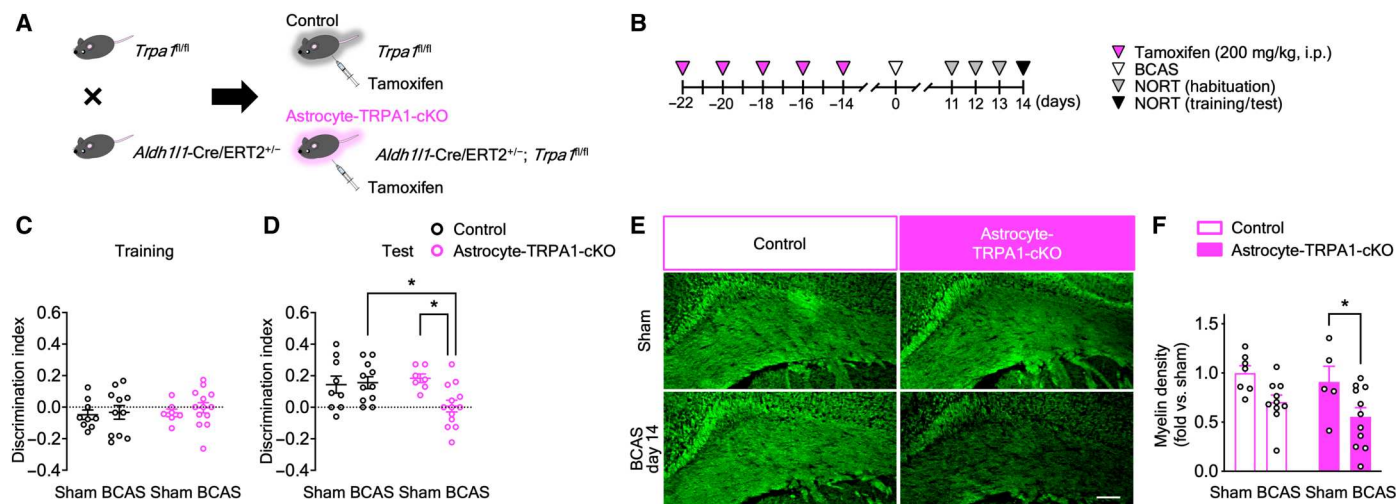 A
Trpa1fl/fl
×
Aldh1l1-Cre/ERT2+/−
Control
Trpa1fl/fl
Tamoxifen
Astrocyte-TRPA1-cKO
Aldh1l1-Cre/ERT2+/−; Trpa1fl/fl
Tamoxifen
B
−22 −20 −18 −16 −14 0 11 12 13 14 (days)
Tamoxifen (200 mg/kg, i.p.)
BCAS
NORT (habituation)
NORT (training/test)
C
Training
Discrimination index
0.6
0.4
0.2
0.0
−0.2
−0.4
Sham BCAS Sham BCAS
D
Test
Control
Astrocyte-TRPA1-cKO
*
*
Discrimination index
0.6
0.4
0.2
0.0
−0.2
−0.4
Sham BCAS Sham BCAS
E
Control
Astrocyte-
TRPA1-cKO
Sham
BCAS
day 14
F
Control
Astrocyte-TRPA1-cKO
*
Myelin density
(fold vs. sham)
1.5
1.0
0.5
0.0
Sham BCAS Sham BCAS